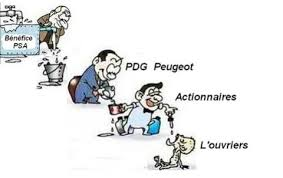 Bénéfice
PSA
PDG Peugeot
Actionnaires
L'ouvriers